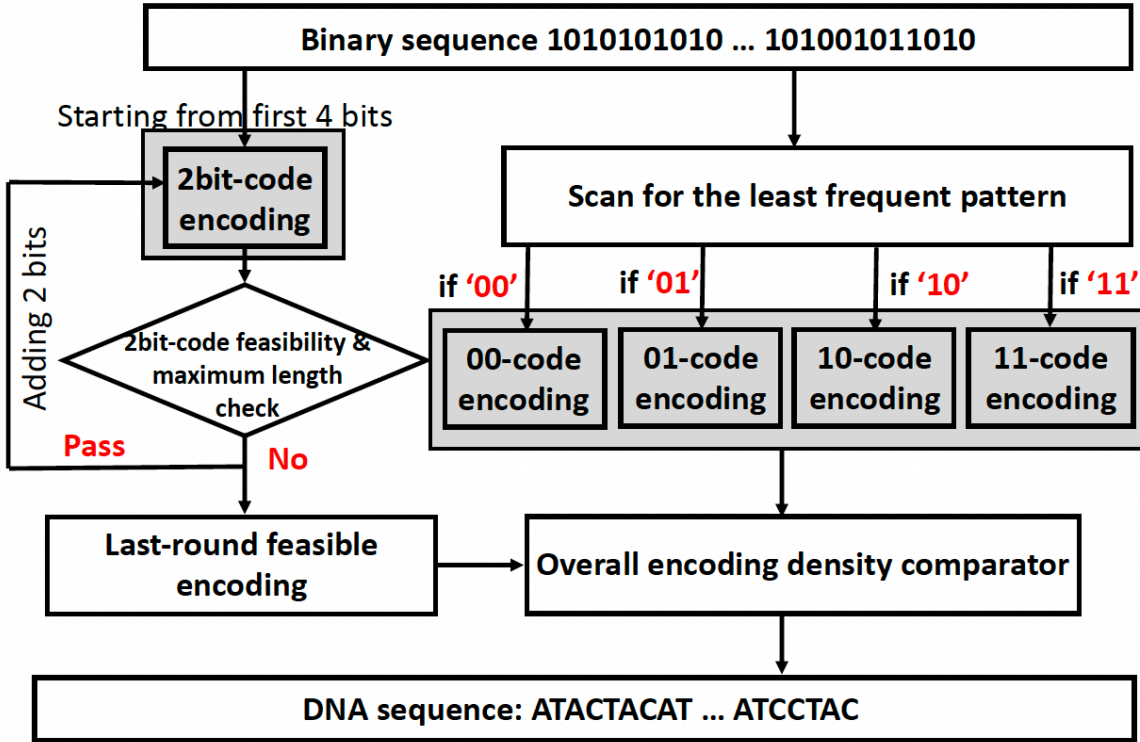 Binary sequence 1010101010 ... 101001011010
Starting from first 4 bits
2bit-code
encoding
Scan for the least frequent pattern
Adding 2 bits
if ‘00’
if ‘01’
if ‘10’
if ‘11’
2bit-code feasibility &
maximum length
check
00-code
encoding
01-code
encoding
10-code
encoding
11-code
encoding
Pass
No
Last-round feasible
encoding
Overall encoding density comparator
DNA sequence: ATACTACAT ... ATCCTAC